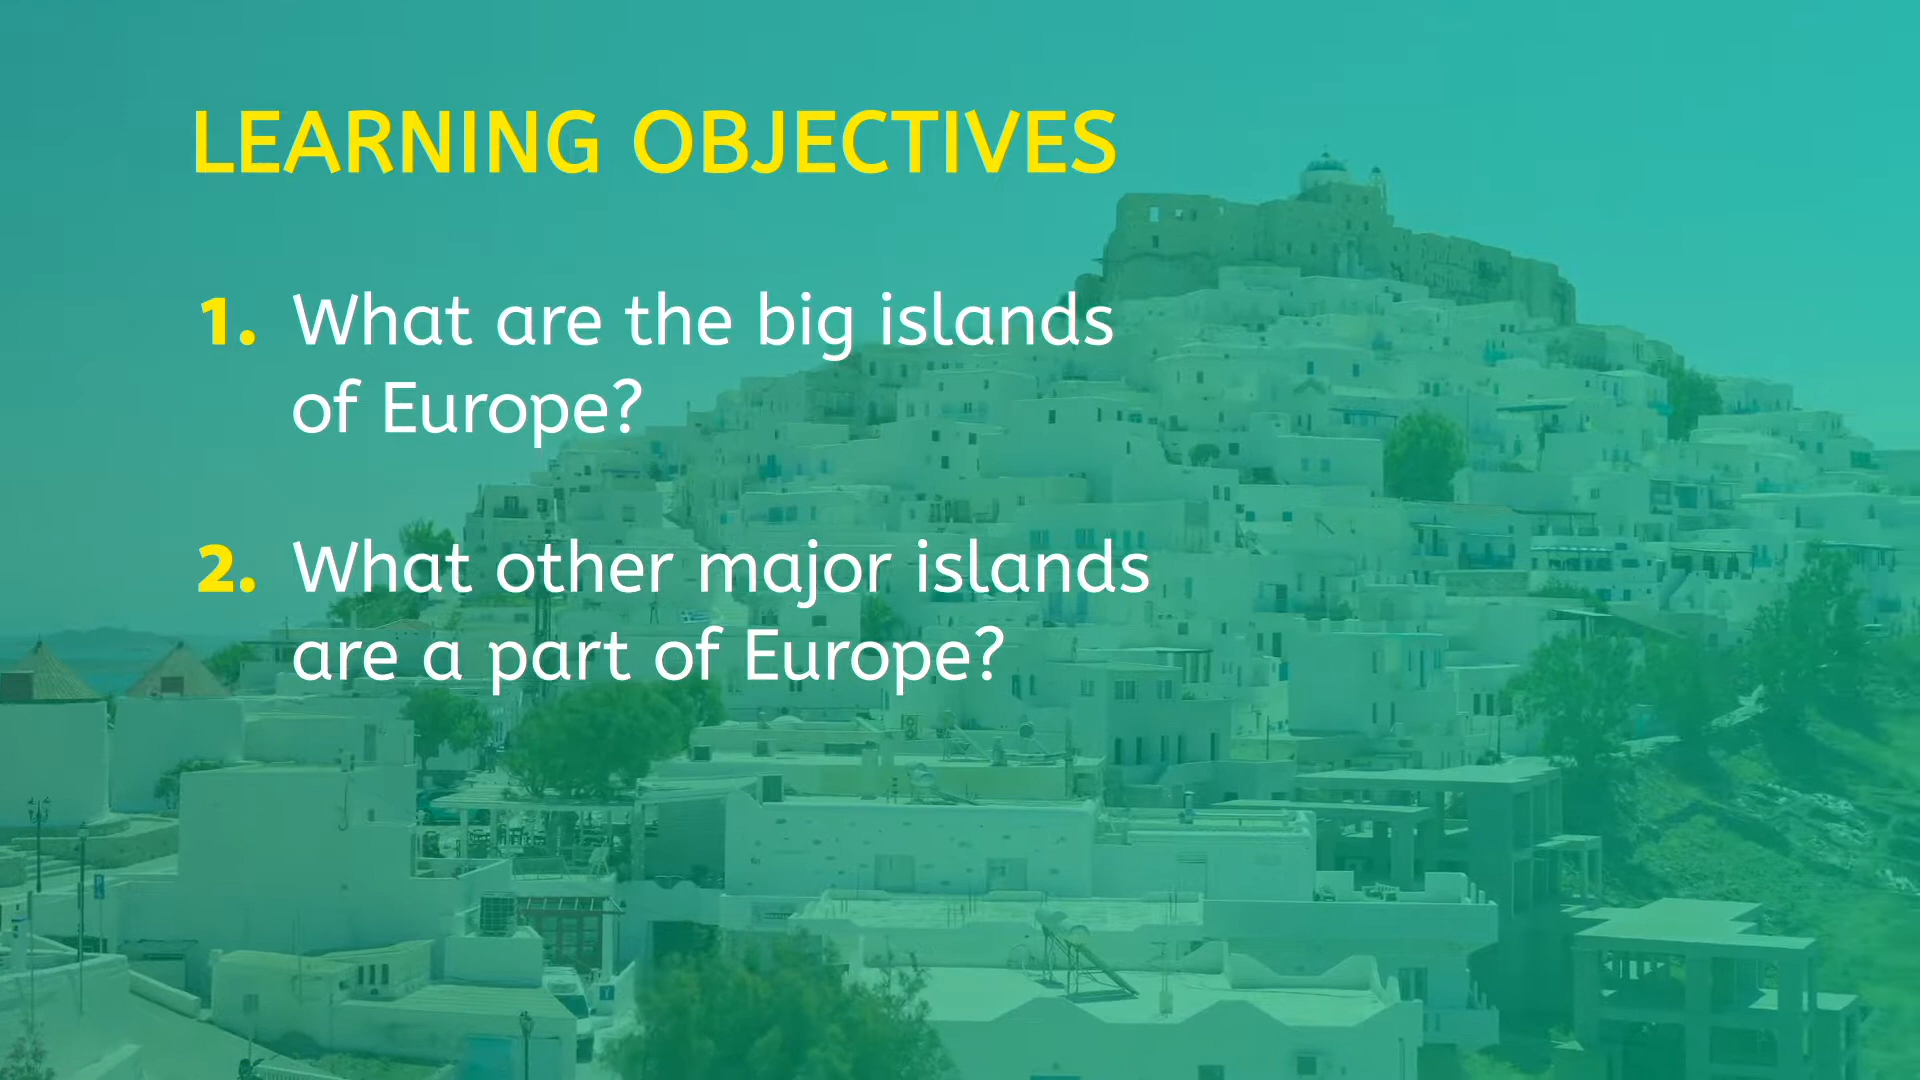 LEARNING OBJECTIVES
1. What are the big islands
of Europe?
2. What other major islands
are a part of Europe?